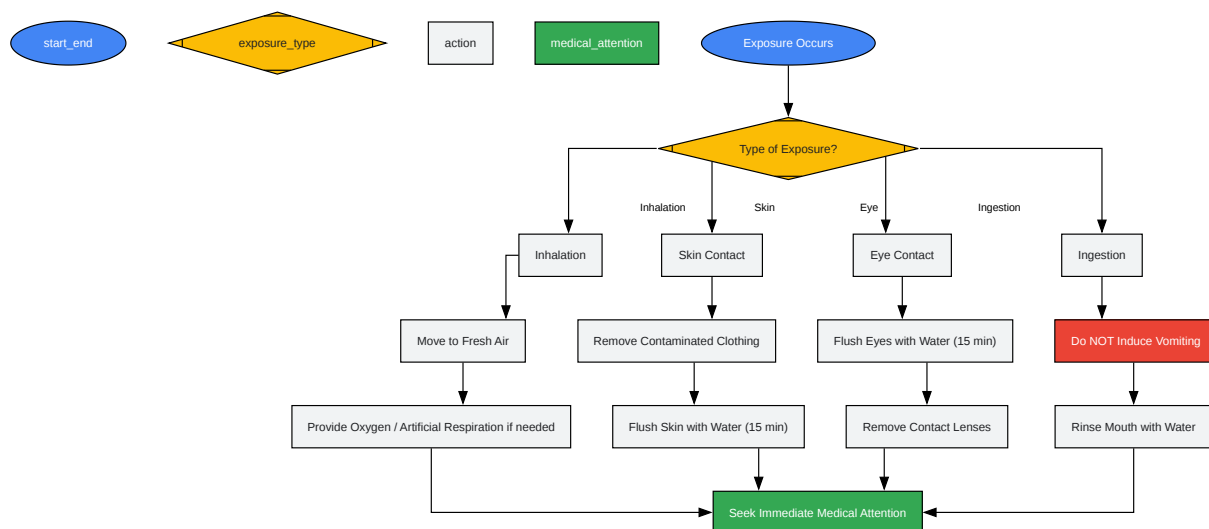 start_end
exposure_type
action
medical_attention
Exposure Occurs
Type of Exposure?
Inhalation
Skin
Eye
Ingestion
Inhalation
Skin Contact
Eye Contact
Ingestion
Move to Fresh Air
Remove Contaminated Clothing
Flush Eyes with Water (15 min)
Do NOT Induce Vomiting
Provide Oxygen / Artificial Respiration if needed
Flush Skin with Water (15 min)
Remove Contact Lenses
Rinse Mouth with Water
Seek Immediate Medical Attention